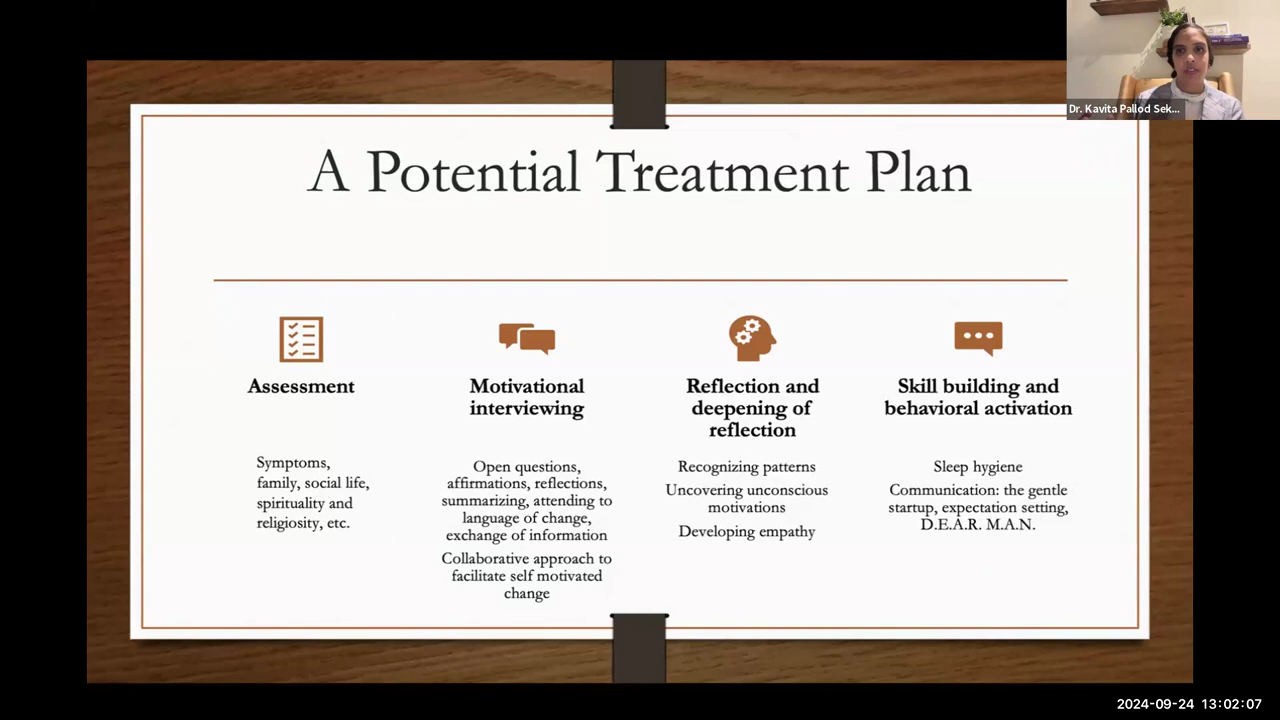 Dr. Kavita Pallod Sek...
A Potential Treatment Plan
Assessment
Symptoms,
family, social life,
spirituality and
religiosity, etc.
Motivational
interviewing
Open questions,
affirmations, reflections,
summarizing, attending to
language of change,
exchange of information
Collaborative approach to
facilitate self motivated
change
Reflection and
deepening of
reflection
Recognizing patterns
Uncovering unconscious
motivations
Developing empathy
Skill building and
behavioral activation
Sleep hygiene
Communication: the gentle
startup, expectation setting,
D.E.A.R. M.A.N.
2024-09-24 13:02:07